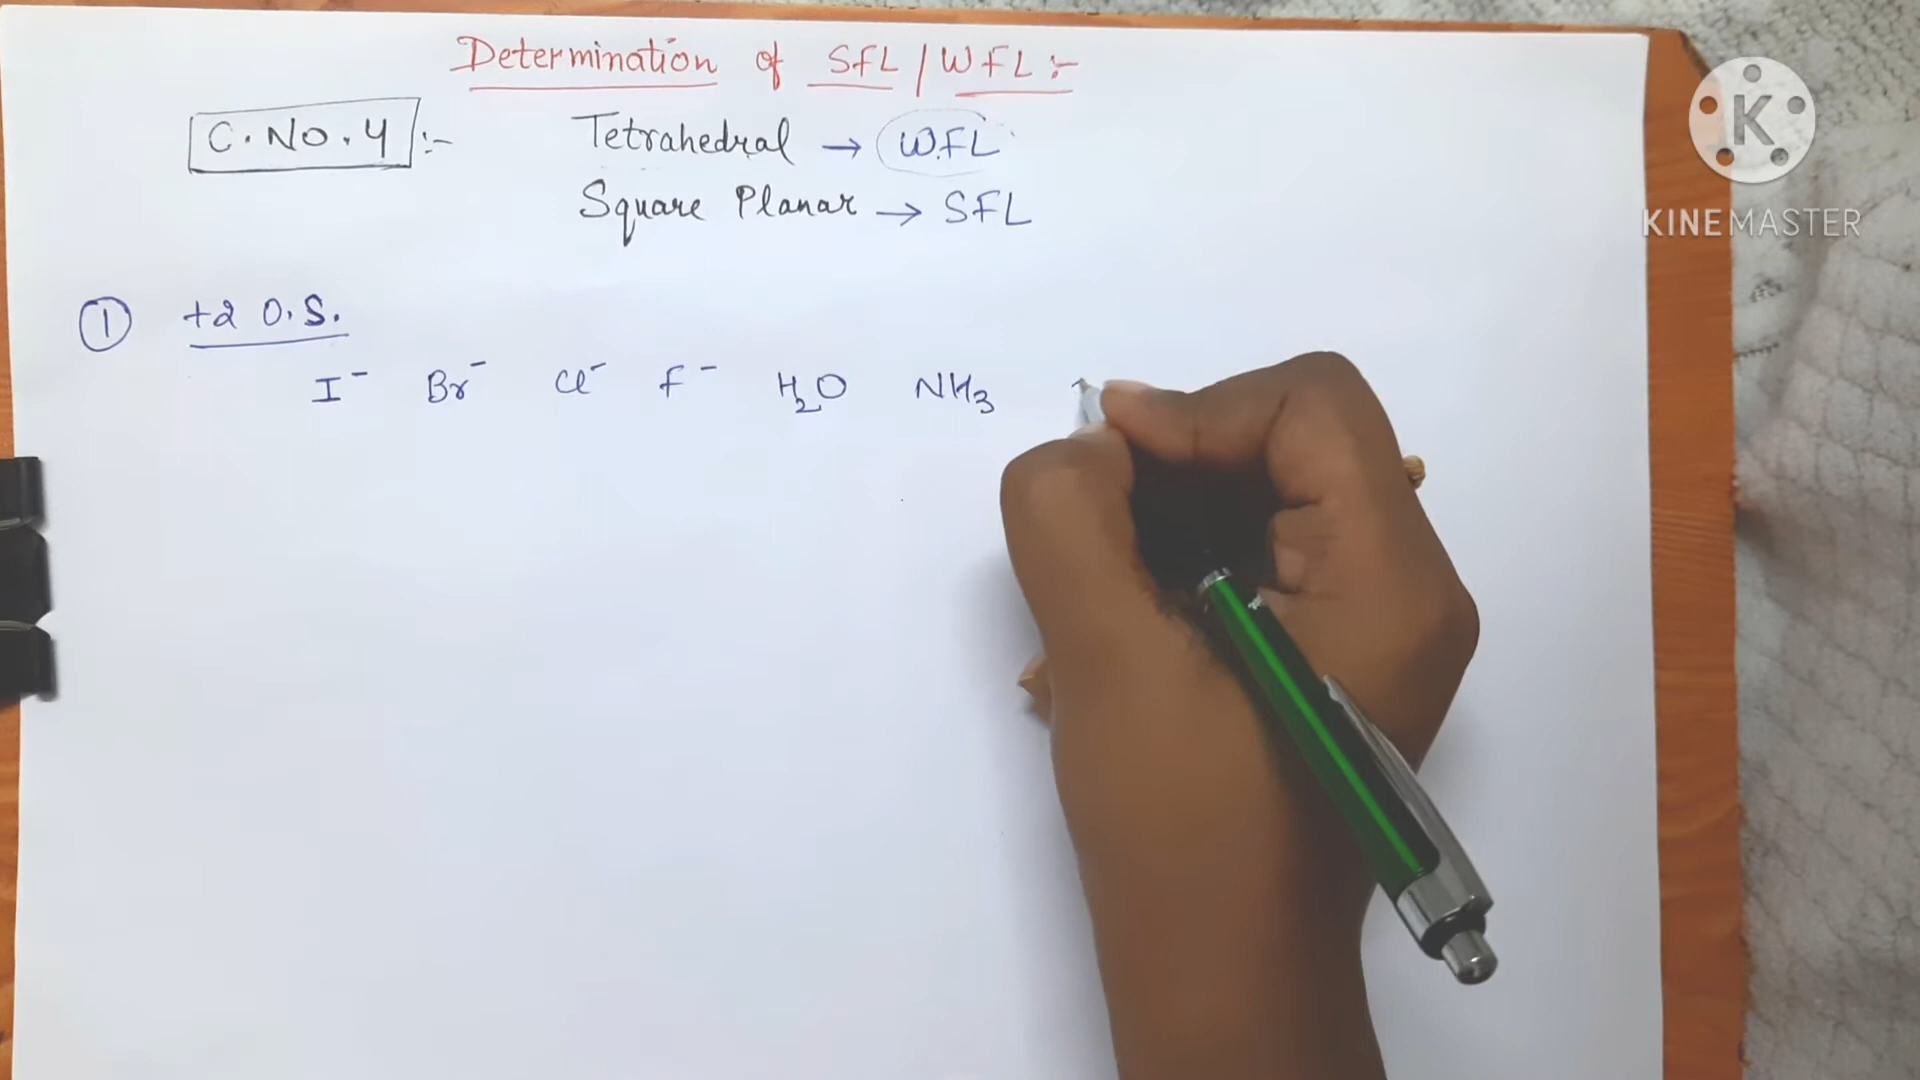 Determination of SFL / WFL :-
C. No. 4 :- Tetrahedral → WFL
Square Planar → SFL
① +2 O.S.
I⁻ Br⁻ Cl⁻ F⁻ H₂O NH₃
K
KINEMASTER